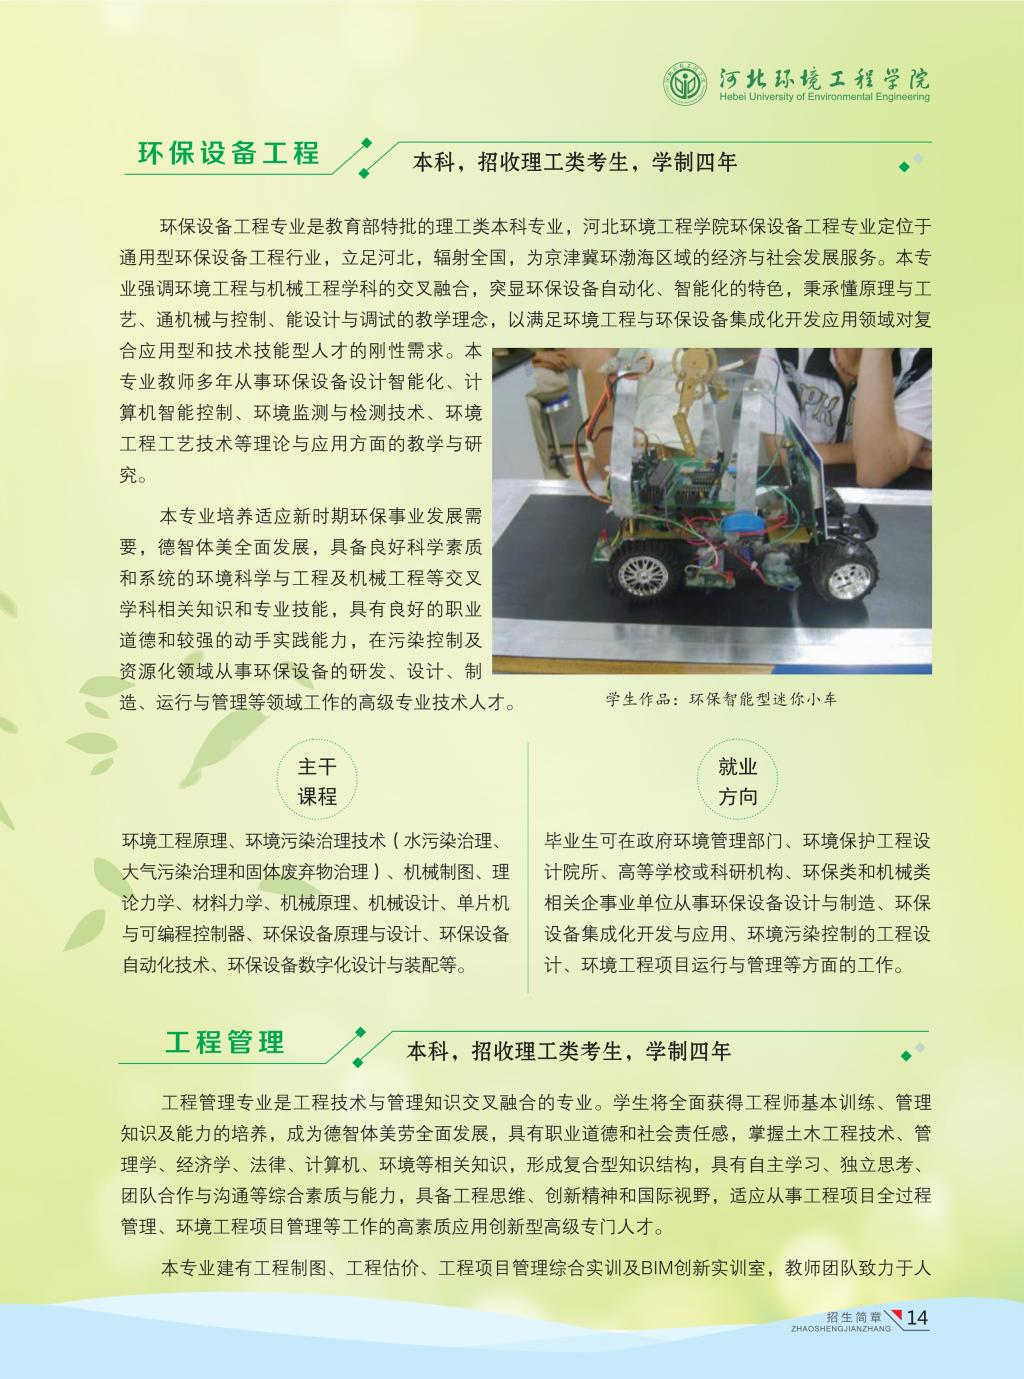 河北环境工程学院
Hebei University of Environmental Engineering
环保设备工程
本科，招收理工类考生，学制四年
环保设备工程专业是教育部特批的理工类本科专业，河北环境工程学院环保设备工程专业定位于
通用型环保设备工程行业，立足河北，辐射全国，为京津冀环渤海区域的经济与社会发展服务。本专
业强调环境工程与机械工程学科的交叉融合，突显环保设备自动化、智能化的特色，秉承懂原理与工
艺、通机械与控制、能设计与调试的教学理念，以满足环境工程与环保设备集成化开发应用领域对复
合应用型和技术技能型人才的刚性需求。本
专业教师多年从事环保设备设计智能化、计
算机智能控制、环境监测与检测技术、环境
工程工艺技术等理论与应用方面的教学与研
究。
本专业培养适应新时期环保事业发展需
要，德智体美全面发展，具备良好科学素质
和系统的环境科学与工程及机械工程等交叉
学科相关知识和专业技能，具有良好的职业
道德和较强的动手实践能力，在污染控制及
资源化领域从事环保设备的研发、设计、制
造、运行与管理等领域工作的高级专业技术人才。
学生作品：环保智能型迷你小车
主干
课程
环境工程原理、环境污染治理技术（水污染治理、
大气污染治理和固体废弃物治理）、机械制图、理
论力学、材料力学、机械原理、机械设计、单片机
与可编程控制器、环保设备原理与设计、环保设备
自动化技术、环保设备数字化设计与装配等。
就业
方向
毕业生可在政府环境管理部门、环境保护工程设
计院所、高等学校或科研机构、环保类和机械类
相关企事业单位从事环保设备设计与制造、环保
设备集成化开发与应用、环境污染控制的工程设
计、环境工程项目运行与管理等方面的工作。
工程管理
本科，招收理工类考生，学制四年
工程管理专业是工程技术与管理知识交叉融合的专业。学生将全面获得工程师基本训练、管理
知识及能力的培养，成为德智体美劳全面发展，具有职业道德和社会责任感，掌握土木工程技术、管
理学、经济学、法律、计算机、环境等相关知识，形成复合型知识结构，具有自主学习、独立思考、
团队合作与沟通等综合素质与能力，具备工程思维、创新精神和国际视野，适应从事工程项目全过程
管理、环境工程项目管理等工作的高素质应用创新型高级专门人才。
本专业建有工程制图、工程估价、工程项目管理综合实训及BIM创新实训室，教师团队致力于人
招生简章
ZHAOSHENGJIANZHANG
14